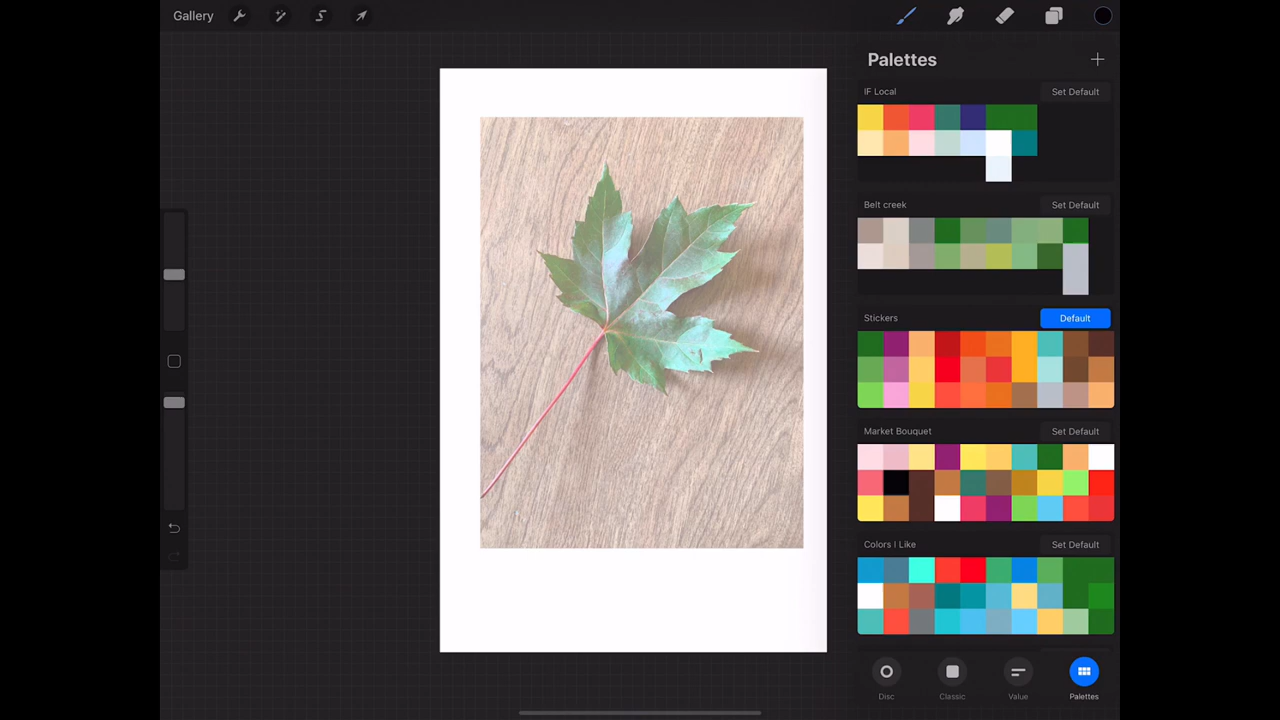 Gallery
Palettes
IF Local
Set Default
Belt creek
Set Default
Stickers
Default
Market Bouquet
Set Default
Colors I Like
Set Default
Disc
Classic
Value
Palettes